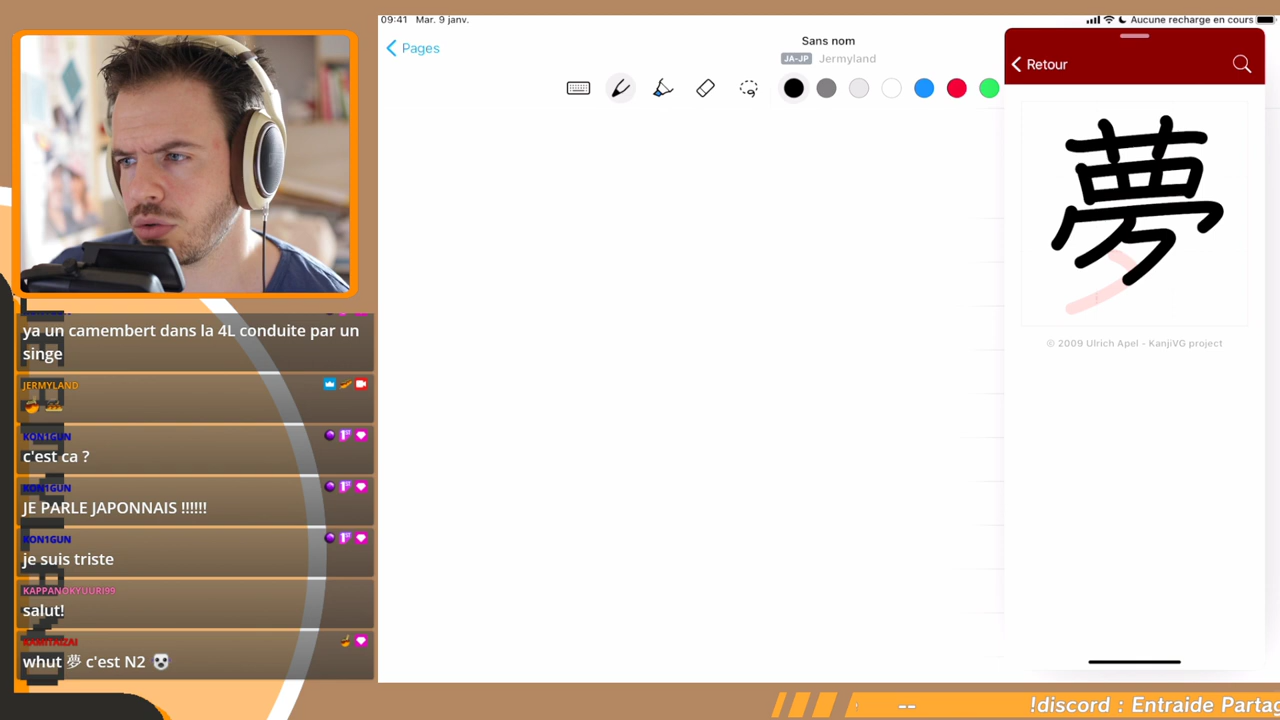 09:41 Mar. 9 janv.
Aucune recharge en cours
Pages
Sans nom
JA-JP Jermyland
Retour
夢
© 2009 Ulrich Apel - KanjiVG project
ya un camembert dans la 4L conduite par un
singe
JERMYLAND
KON1GUN
c'est ca ?
KON1GUN
JE PARLE JAPONNAIS !!!!!!
KON1GUN
je suis triste
KAPPANOKYUURI99
salut!
whut 夢 c'est N2
-- !discord : Entraide Partag